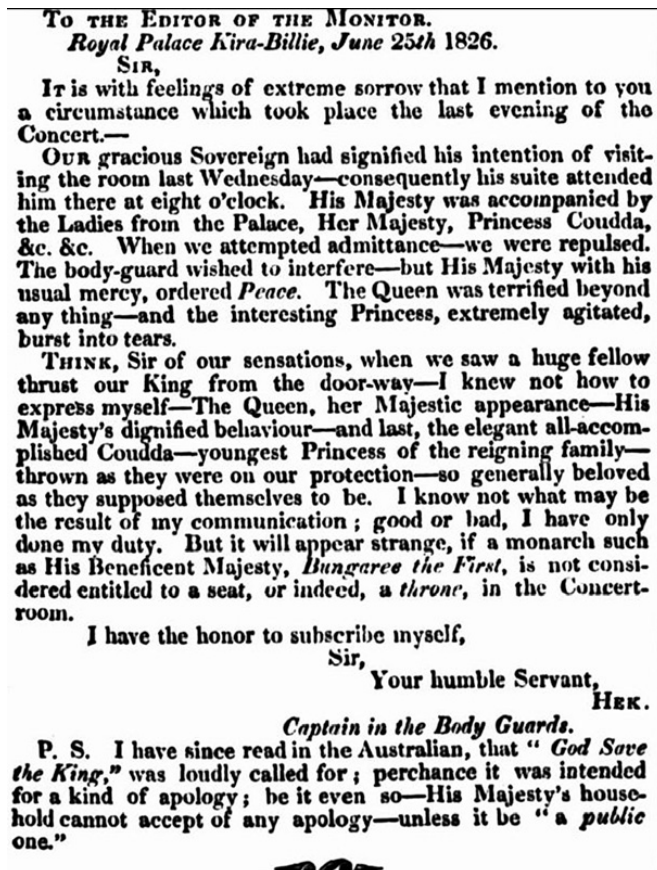 TO THE EDITOR OF THE MONITOR.
Royal Palace Kira-Billie, June 25th 1826.
SIR,
IT is with feelings of extreme sorrow that I mention to you
a circumstance which took place the last evening of the
Concert.—
OUR gracious Sovereign had signified his intention of visit-
ing the room last Wednesday—consequently his suite attended
him there at eight o'clock. His Majesty was accompanied by
the Ladies from the Palace, Her Majesty, Princess Coudda,
&c. &c. When we attempted admittance—we were repulsed.
The body-guard wished to interfere—but His Majesty with his
usual mercy, ordered Peace. The Queen was terrified beyond
any thing—and the interesting Princess, extremely agitated,
burst into tears.
THINK, Sir of our sensations, when we saw a huge fellow
thrust our King from the door-way—I knew not how to
express myself—The Queen, her Majestic appearance—His
Majesty's dignified behaviour—and last, the elegant all-accom-
plished Coudda—youngest Princess of the reigning family—
thrown as they were on our protection—so generally beloved
as they supposed themselves to be. I know not what may be
the result of my communication; good or bad, I have only
done my duty. But it will appear strange, if a monarch such
as His Beneficent Majesty, Bungaree the First, is not consi-
dered entitled to a seat, or indeed, a throne, in the Concert-
room.
I have the honor to subscribe myself,
Sir,
Your humble Servant,
HEK.
Captain in the Body Guards.
P. S. I have since read in the Australian, that " God Save
the King," was loudly called for; perchance it was intended
for a kind of apology; be it even so—His Majesty's house-
hold cannot accept of any apology—unless it be " a public
one."